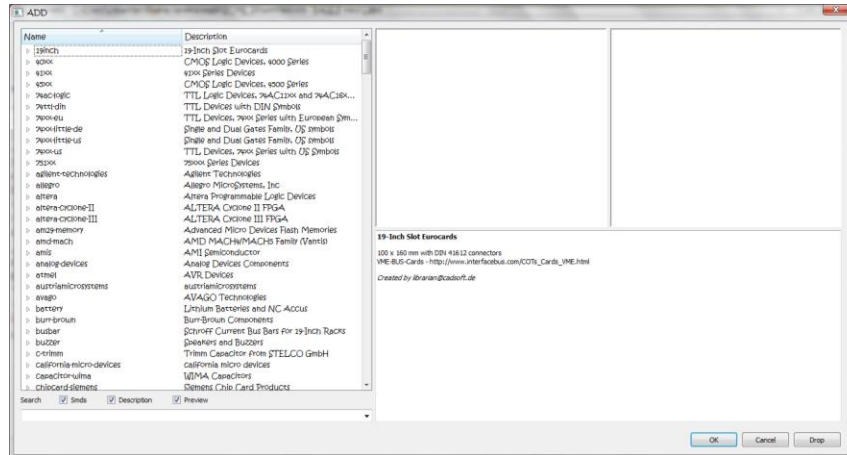 ADD
Name Description
19inch 19-Inch Slot Eurocards
40xx CMOS Logic Devices, 4000 Series
41xx 41xx Series Devices
45xx CMOS Logic Devices, 4500 Series
74ac-logic TTL Logic Devices, 74AC11xx and 74AC16x...
74ttl-din TTL Devices with DIN Symbols
74xx-eu TTL Devices, 74xx Series with European Sym...
74xx-little-de Single and Dual Gates Family, US symbols
74xx-little-us Single and Dual Gates Family, US symbols
74xx-us TTL Devices, 74xx Series with US Symbols
751xx 75xxx Series Devices
agilent-technologies Agilent Technologies
allegro Allegro MicroSystems, Inc
altera Altera Programmable Logic Devices
altera-cyclone-II ALTERA Cyclone II FPGA
altera-cyclone-III ALTERA Cyclone III FPGA
am29-memory Advanced Micro Devices Flash Memories
amd-mach AMD MACH4/MACH5 Family (Vantis)
amis AMI Semiconductor
analog-devices Analog Devices Components
atmel AVR Devices
austriamicrosystems austriamicrosystems
avago AVAGO Technologies
battery Lithium Batteries and NC Accus
burr-brown Burr-Brown Components
busbar Schroff Current Bus Bars for 19-Inch Racks
buzzer Speakers and Buzzers
c-trimm Trimm Capacitor from STELCO GmbH
california-micro-devices california micro devices
capacitor-wima WIMA Capacitors
chipcard-siemens Siemens Chip Card Products
Search Smds Description Preview
19-Inch Slot Eurocards
100 x 160 mm with DIN 41612 connectors
VME-BUS-Cards - http://www.interfacebus.com/COTs_Cards_VME.html
Created by librarian@cadsoft.de
OK Cancel Drop